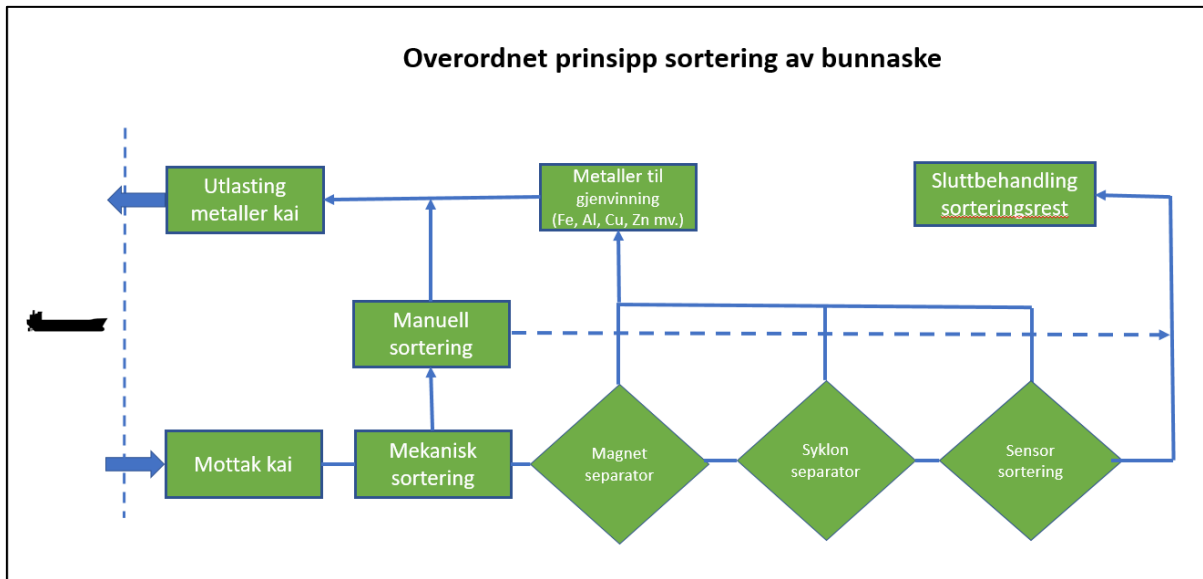 Overordnet prinsipp sortering av bunnaske
Utlasting
metaller kai
Metaller til
gjenvinning
(Fe, Al, Cu, Zn mv.)
Sluttbehandling
sorteringsrest
Manuell
sortering
Mottak kai
Mekanisk
sortering
Magnet
separator
Syklon
separator
Sensor
sortering